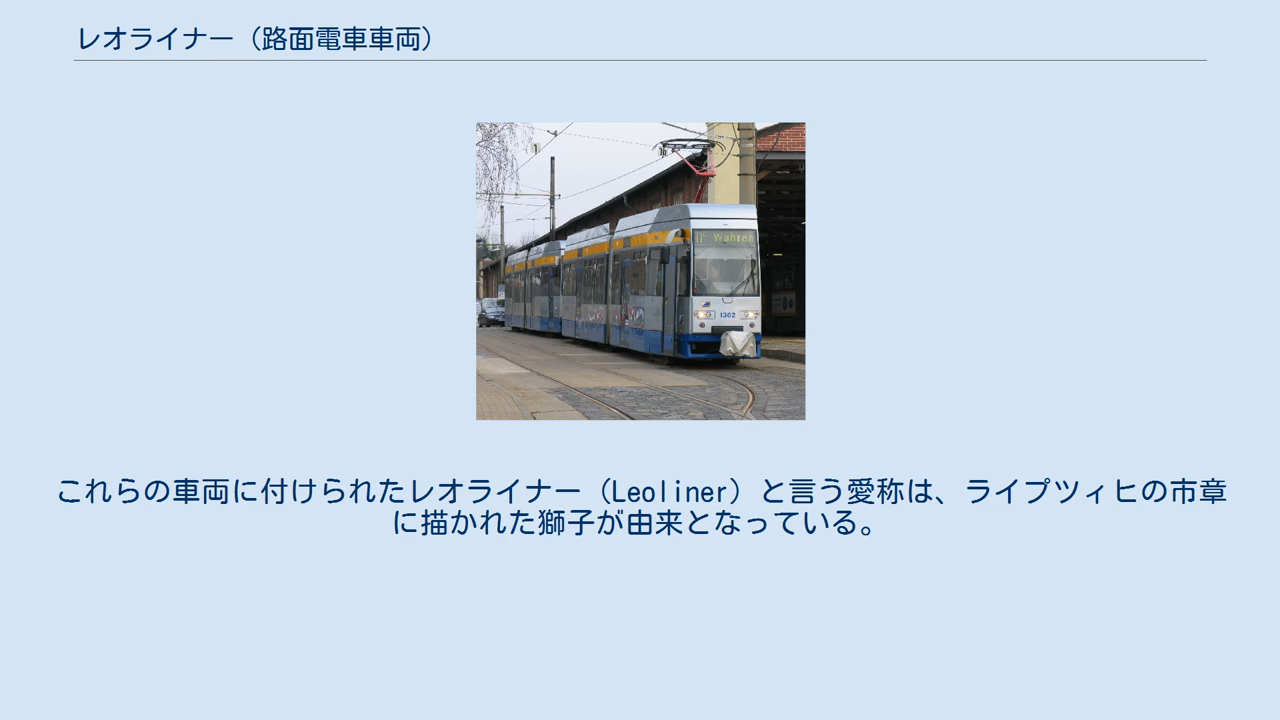 レオライナー（路面電車車両）
Wahren
1302
これらの車両に付けられたレオライナー（Leoliner）と言う愛称は、ライプツィヒの市章
に描かれた獅子が由来となっている。